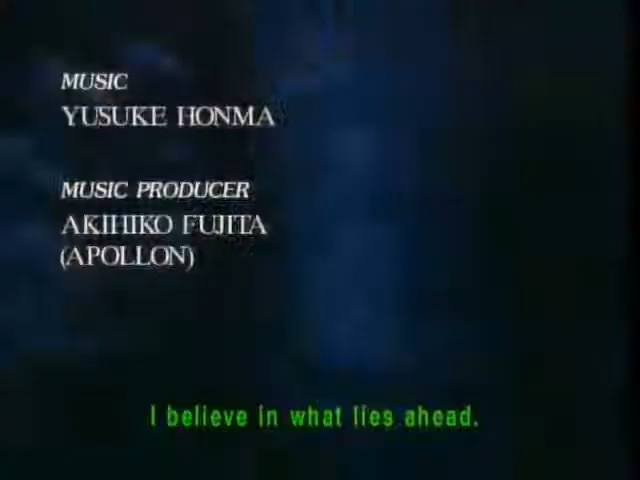 MUSIC
YUSUKE HONMA
MUSIC PRODUCER
AKIHIKO FUJITA
(APOLLON)
I believe in what lies ahead.